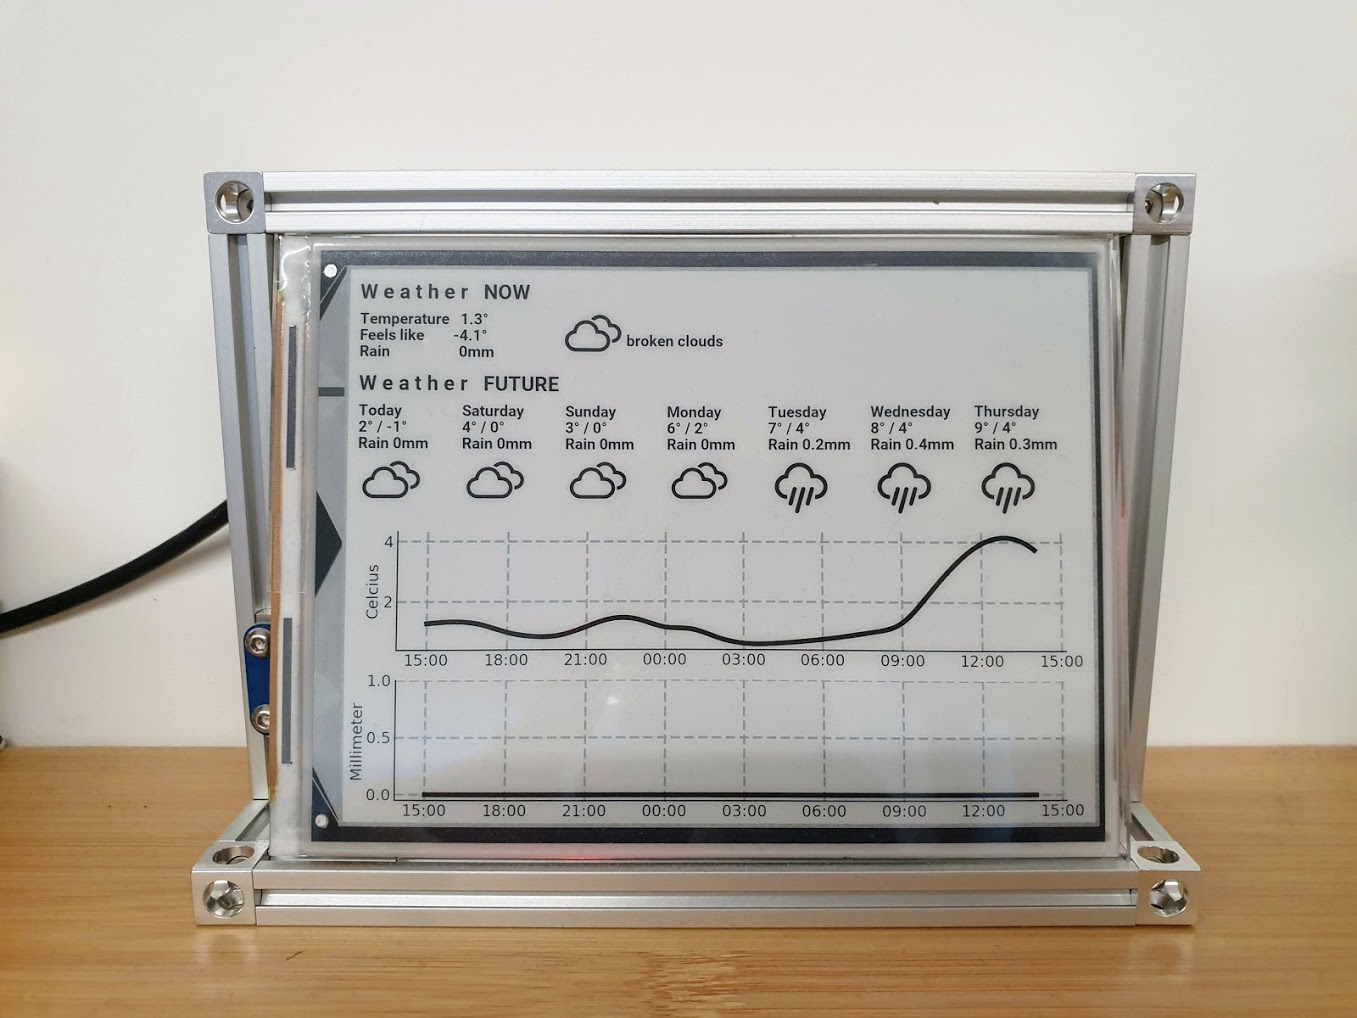 Weather NOW
Temperature 1.3°
Feels like -4.1°
Rain 0mm
broken clouds
Weather FUTURE
Today Saturday Sunday Monday Tuesday Wednesday Thursday
2° / -1° 4° / 0° 3° / 0° 6° / 2° 7° / 4° 8° / 4° 9° / 4°
Rain 0mm Rain 0mm Rain 0mm Rain 0mm Rain 0.2mm Rain 0.4mm Rain 0.3mm
4
Celcius
2
15:00 18:00 21:00 00:00 03:00 06:00 09:00 12:00 15:00
1.0
Millimeter
0.5
0.0
15:00 18:00 21:00 00:00 03:00 06:00 09:00 12:00 15:00